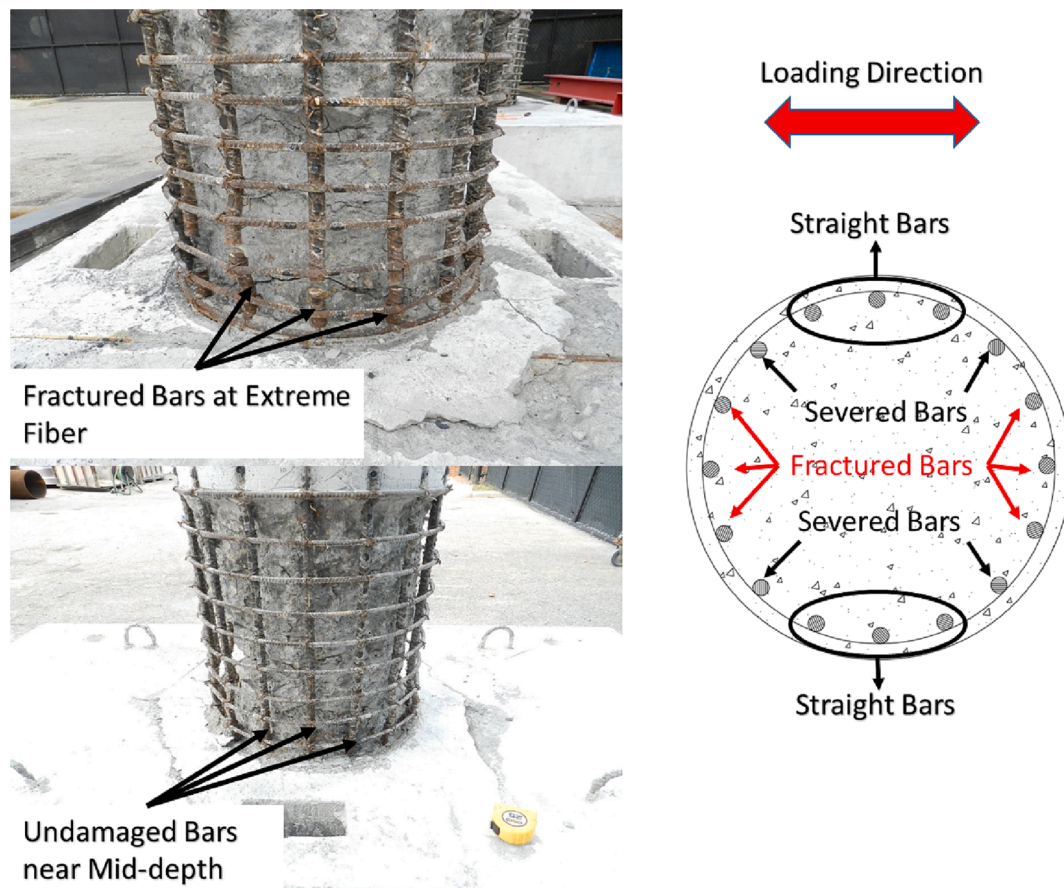 Fractured Bars at Extreme
Fiber
Undamaged Bars
near Mid-depth
Loading Direction
Straight Bars
Severed Bars
Fractured Bars
Severed Bars
Straight Bars